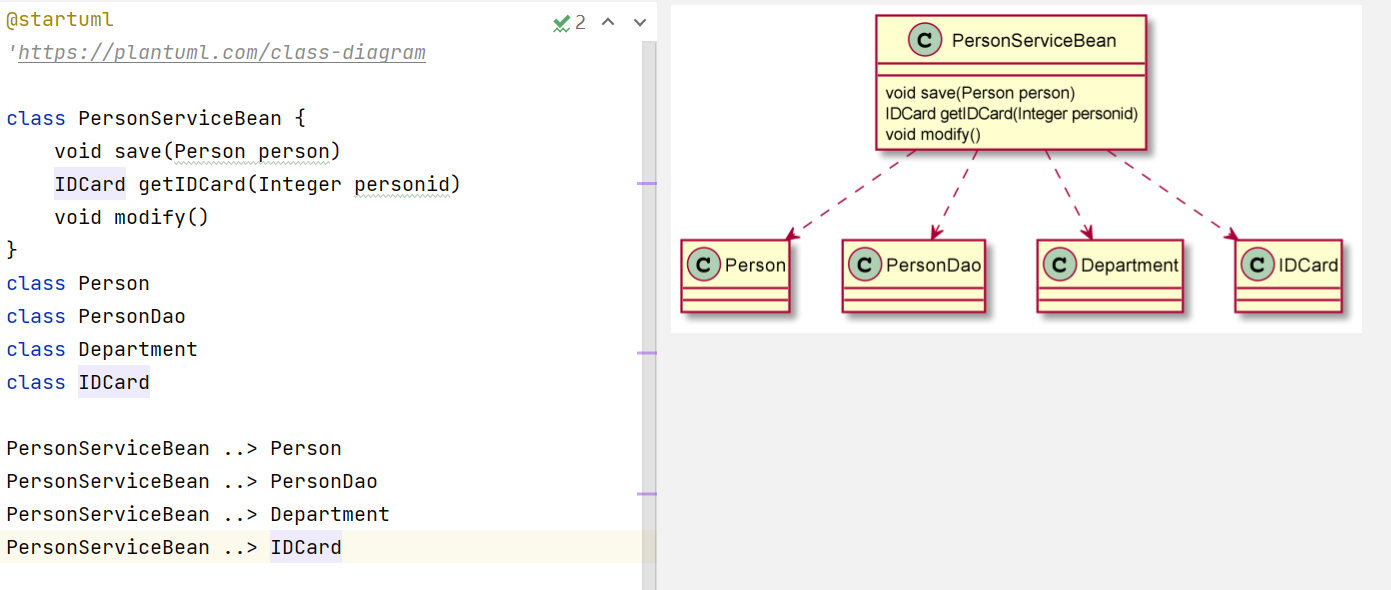 @startuml
2
'https://plantuml.com/class-diagram
class PersonServiceBean {
void save(Person person)
IDCard getIDCard(Integer personid)
void modify()
}
class Person
class PersonDao
class Department
class IDCard
PersonServiceBean ..> Person
PersonServiceBean ..> PersonDao
PersonServiceBean ..> Department
PersonServiceBean ..> IDCard
C PersonServiceBean
void save(Person person)
IDCard getIDCard(Integer personid)
void modify()
C Person
C PersonDao
C Department
C IDCard